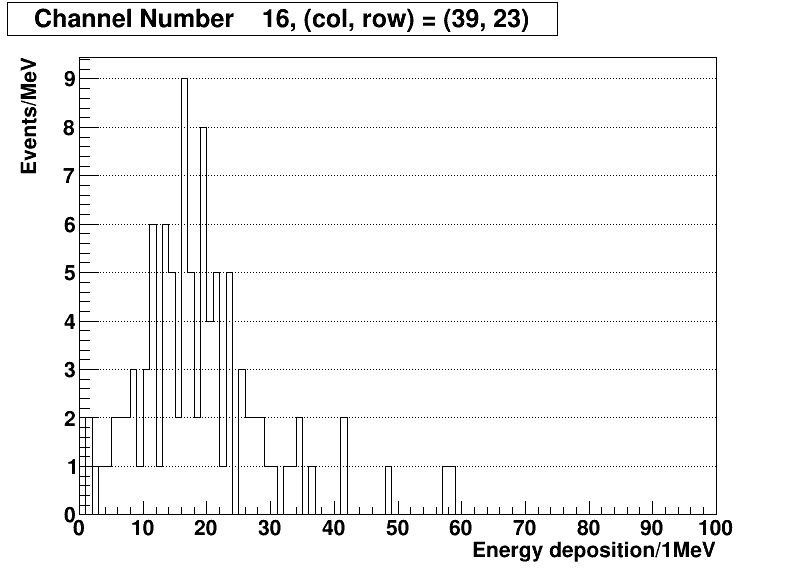 Channel Number 16, (col, row) = (39, 23)
Events/MeV
9
8
7
6
5
4
3
2
1
0
0 10 20 30 40 50 60 70 80 90 100
Energy deposition/1MeV